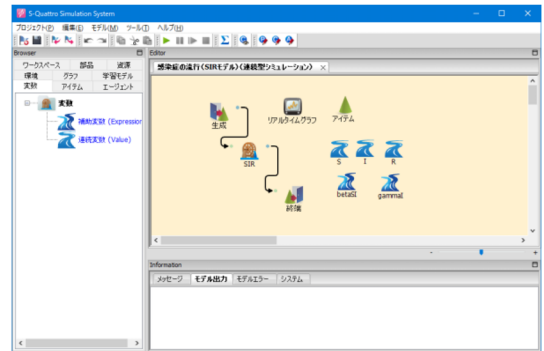 S-Quattro Simulation System
プロジェクト(P) 編集(E) モデル(M) ツール(T) ヘルプ(H)
Browser
ワークスペース 部品 資源
環境 グラフ 学習モデル
変数 アイテム エージェント
変数
補助変数 (Expression
連続変数 (Value)
Editor
感染症の流行(SIRモデル)(連続型シミュレーション)
生成
リアルタイムグラフ
アイテム
SIR
S I R
betaSI gammaI
終端
Information
メッセージ モデル出力 モデルエラー システム